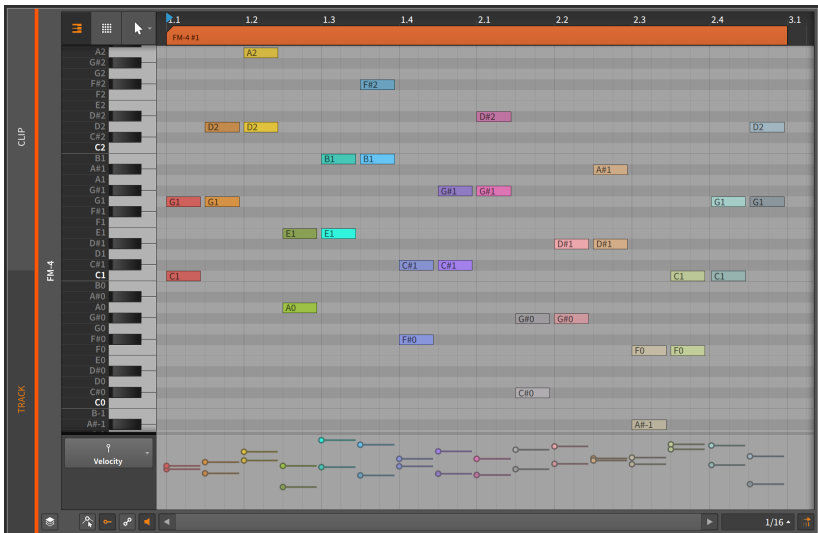 1.1 1.2 1.3 1.4 2.1 2.2 2.3 2.4 3.1
FM-4 #1
CLIP
TRACK
FM-4
A2 A2
G#2
G2
F#2 F#2
F2
E2
D#2 D#2
D2 D2 D2 D2
C#2
C2
B1 B1 B1
A#1 A#1
A1
G#1 G#1 G#1
G1 G1 G1 G1 G1
F#1
F1
E1 E1 E1
D#1 D#1 D#1
D1
C#1 C#1 C#1
C1 C1 C1 C1
B0
A#0
A0 A0
G#0 G#0 G#0
G0
F#0 F#0
F0 F0 F0
E0
D#0
D0
C#0 C#0
C0
B-1
A#-1 A#-1
Velocity
1/16